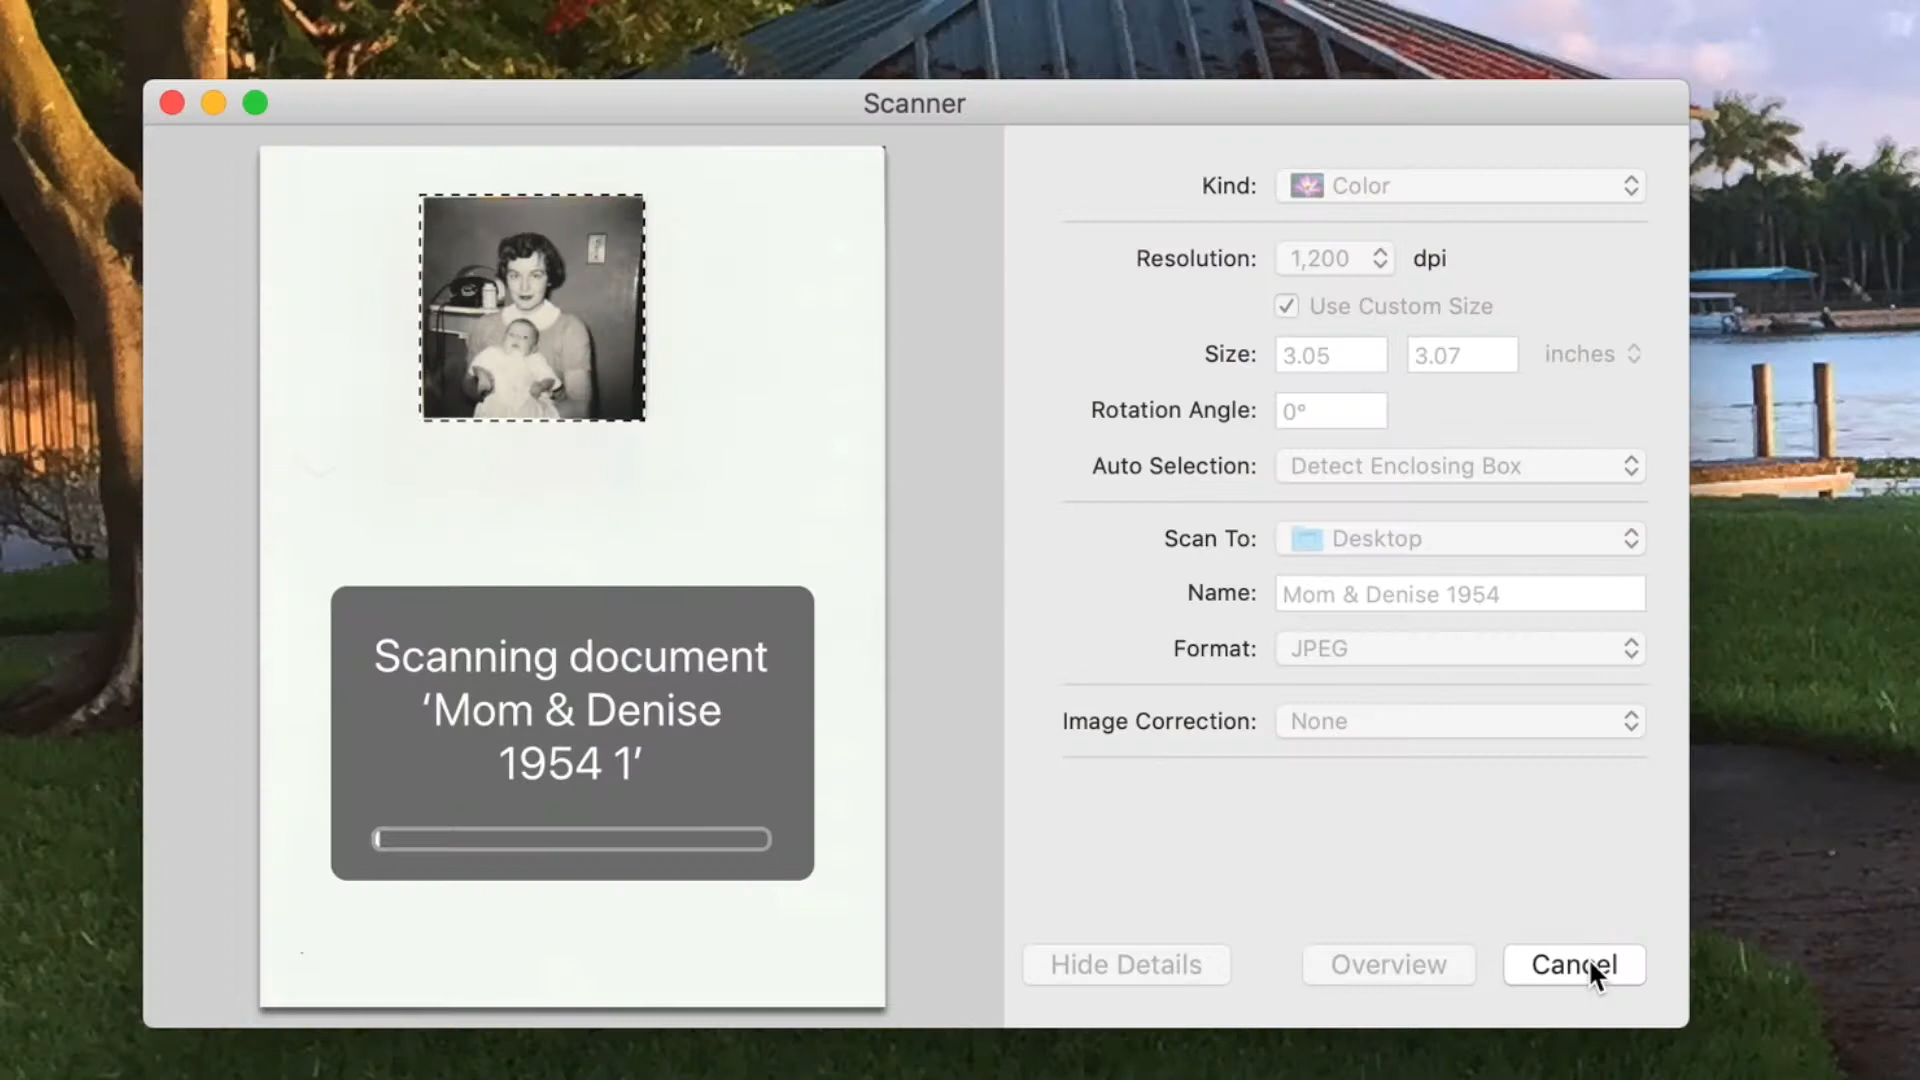 Scanner
Kind: Color
Resolution: 1,200 dpi
Use Custom Size
Size: 3.05 3.07 inches
Rotation Angle: 0°
Auto Selection: Detect Enclosing Box
Scan To: Desktop
Name: Mom & Denise 1954
Format: JPEG
Image Correction: None
Scanning document
‘Mom & Denise
1954 1’
Hide Details Overview Cancel